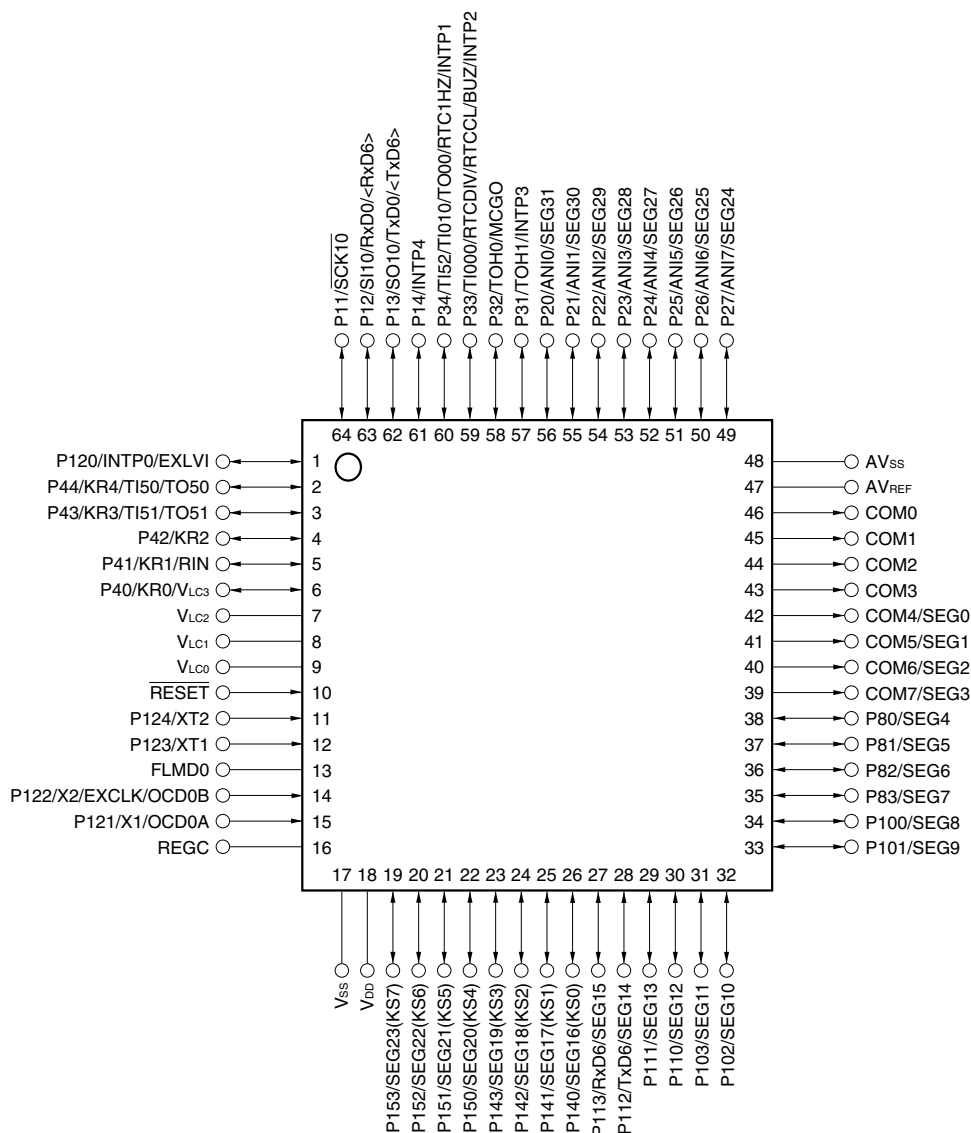 P11/SCK10
P12/SI10/RxD0/<RxD6>
P13/SO10/TxD0/<TxD6>
P14/INTP4
P34/TI52/TI010/TO00/RTC1HZ/INTP1
P33/TI000/RTCDIV/RTCCL/BUZ/INTP2
P32/TOH0/MCGO
P31/TOH1/INTP3
P20/ANI0/SEG31
P21/ANI1/SEG30
P22/ANI2/SEG29
P23/ANI3/SEG28
P24/ANI4/SEG27
P25/ANI5/SEG26
P26/ANI6/SEG25
P27/ANI7/SEG24
64 63 62 61 60 59 58 57 56 55 54 53 52 51 50 49
P120/INTP0/EXLVI 1
P44/KR4/TI50/TO50 2
P43/KR3/TI51/TO51 3
P42/KR2 4
P41/KR1/RIN 5
P40/KR0/VLC3 6
VLC2 7
VLC1 8
VLC0 9
RESET 10
P124/XT2 11
P123/XT1 12
FLMD0 13
P122/X2/EXCLK/OCD0B 14
P121/X1/OCD0A 15
REGC 16
48 AVSS
47 AVREF
46 COM0
45 COM1
44 COM2
43 COM3
42 COM4/SEG0
41 COM5/SEG1
40 COM6/SEG2
39 COM7/SEG3
38 P80/SEG4
37 P81/SEG5
36 P82/SEG6
35 P83/SEG7
34 P100/SEG8
33 P101/SEG9
17 18 19 20 21 22 23 24 25 26 27 28 29 30 31 32
VSS
VDD
P153/SEG23(KS7)
P152/SEG22(KS6)
P151/SEG21(KS5)
P150/SEG20(KS4)
P143/SEG19(KS3)
P142/SEG18(KS2)
P141/SEG17(KS1)
P140/SEG16(KS0)
P113/RxD6/SEG15
P112/TxD6/SEG14
P111/SEG13
P110/SEG12
P103/SEG11
P102/SEG10